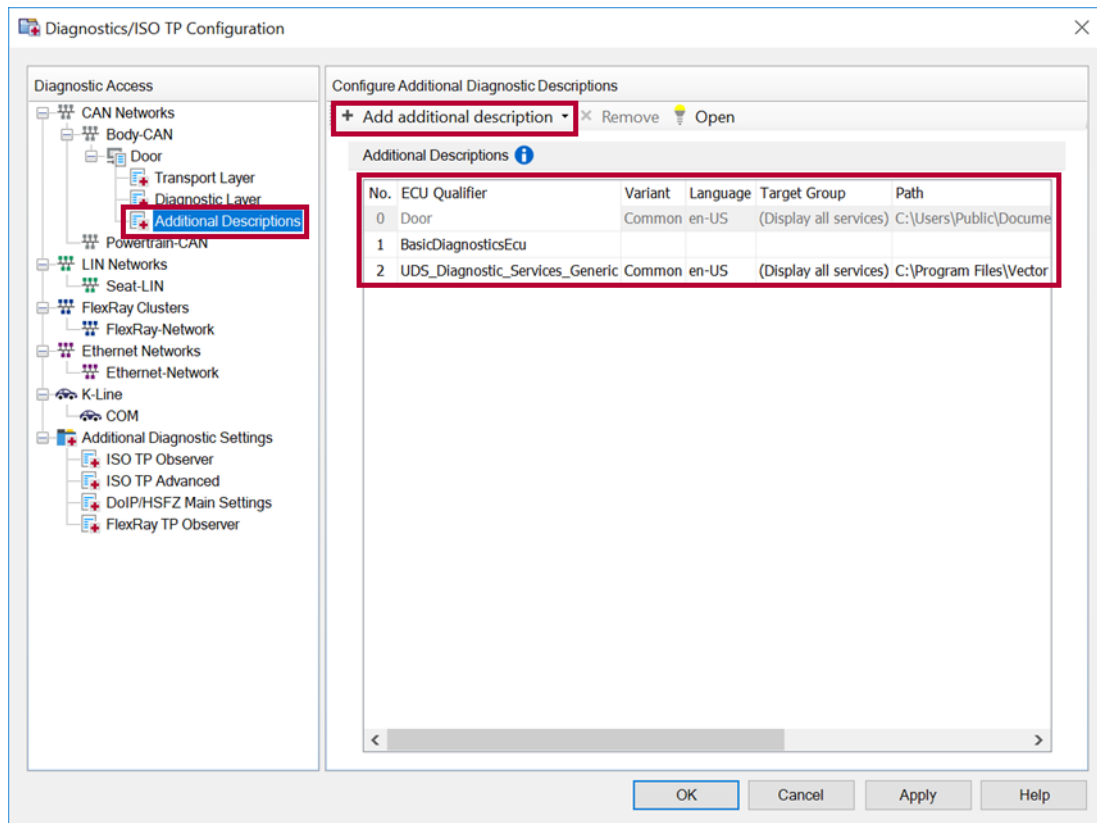 Diagnostics/ISO TP Configuration
Diagnostic Access
CAN Networks
Body-CAN
Door
Transport Layer
Diagnostic Layer
Additional Descriptions
Powertrain-CAN
LIN Networks
Seat-LIN
FlexRay Clusters
FlexRay-Network
Ethernet Networks
Ethernet-Network
K-Line
COM
Additional Diagnostic Settings
ISO TP Observer
ISO TP Advanced
DoIP/HSFZ Main Settings
FlexRay TP Observer
Configure Additional Diagnostic Descriptions
+ Add additional description Remove Open
Additional Descriptions
No. ECU Qualifier Variant Language Target Group Path
0 Door Common en-US (Display all services) C:\Users\Public\Docume
1 BasicDiagnosticsEcu
2 UDS_Diagnostic_Services_Generic Common en-US (Display all services) C:\Program Files\Vector
OK Cancel Apply Help